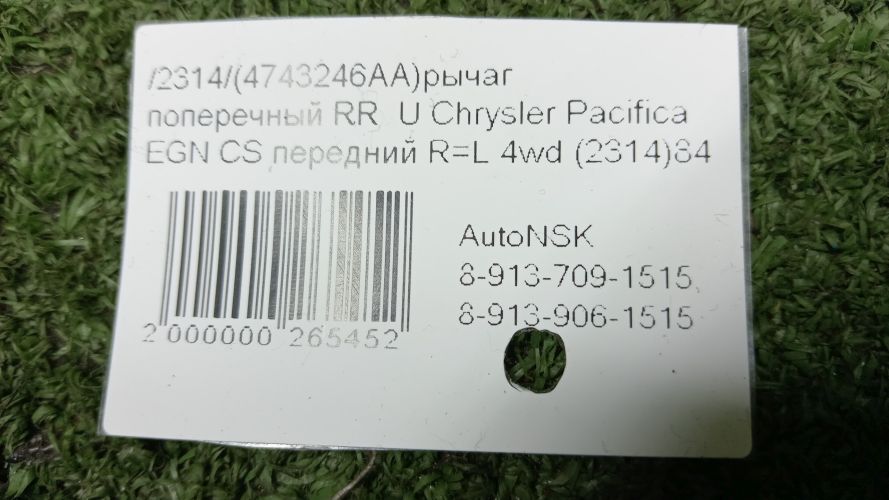 /2314/(4743246AA)рычаг
поперечный RR U Chrysler Pacifica
EGN CS передний R=L 4wd (2314)84
AutoNSK
8-913-709-1515,
8-913-906-1515
2 000000 265452